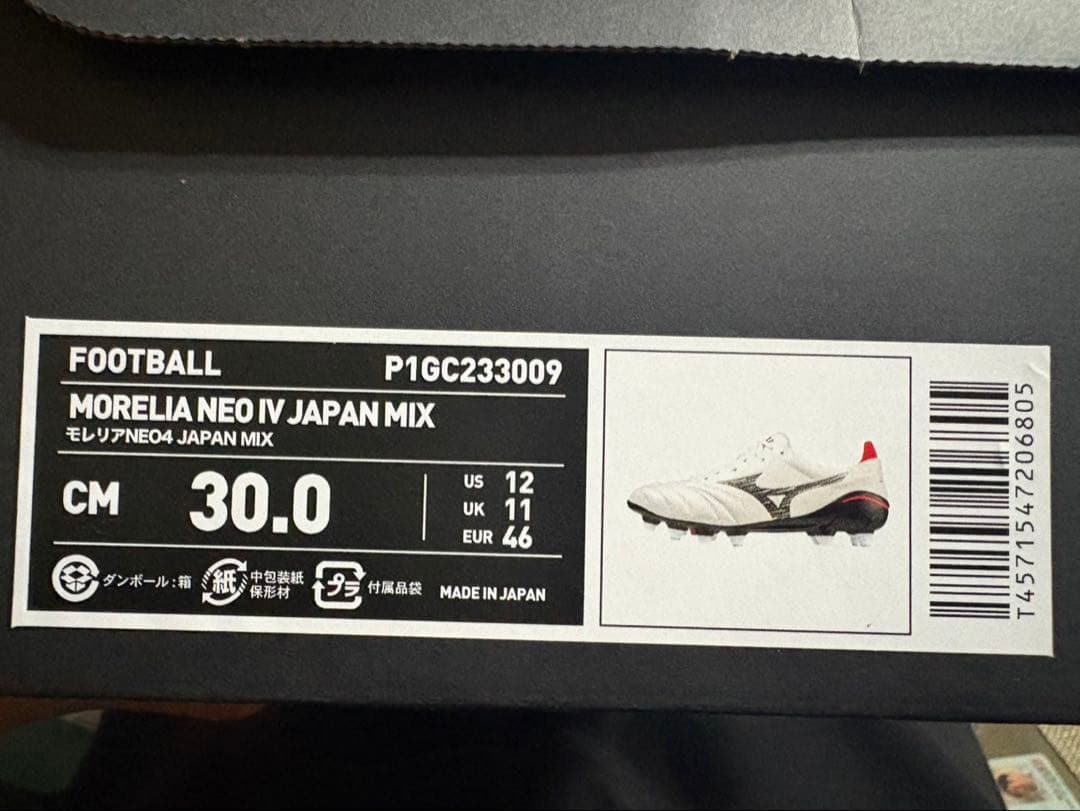 FOOTBALL P1GC233009
MORELIA NEO IV JAPAN MIX
モレリアNEO4 JAPAN MIX
CM 30.0
US 12
UK 11
EUR 46
ダンボール:箱
紙 中包装紙
保形材
プラ 付属品袋
MADE IN JAPAN
T4571547206805